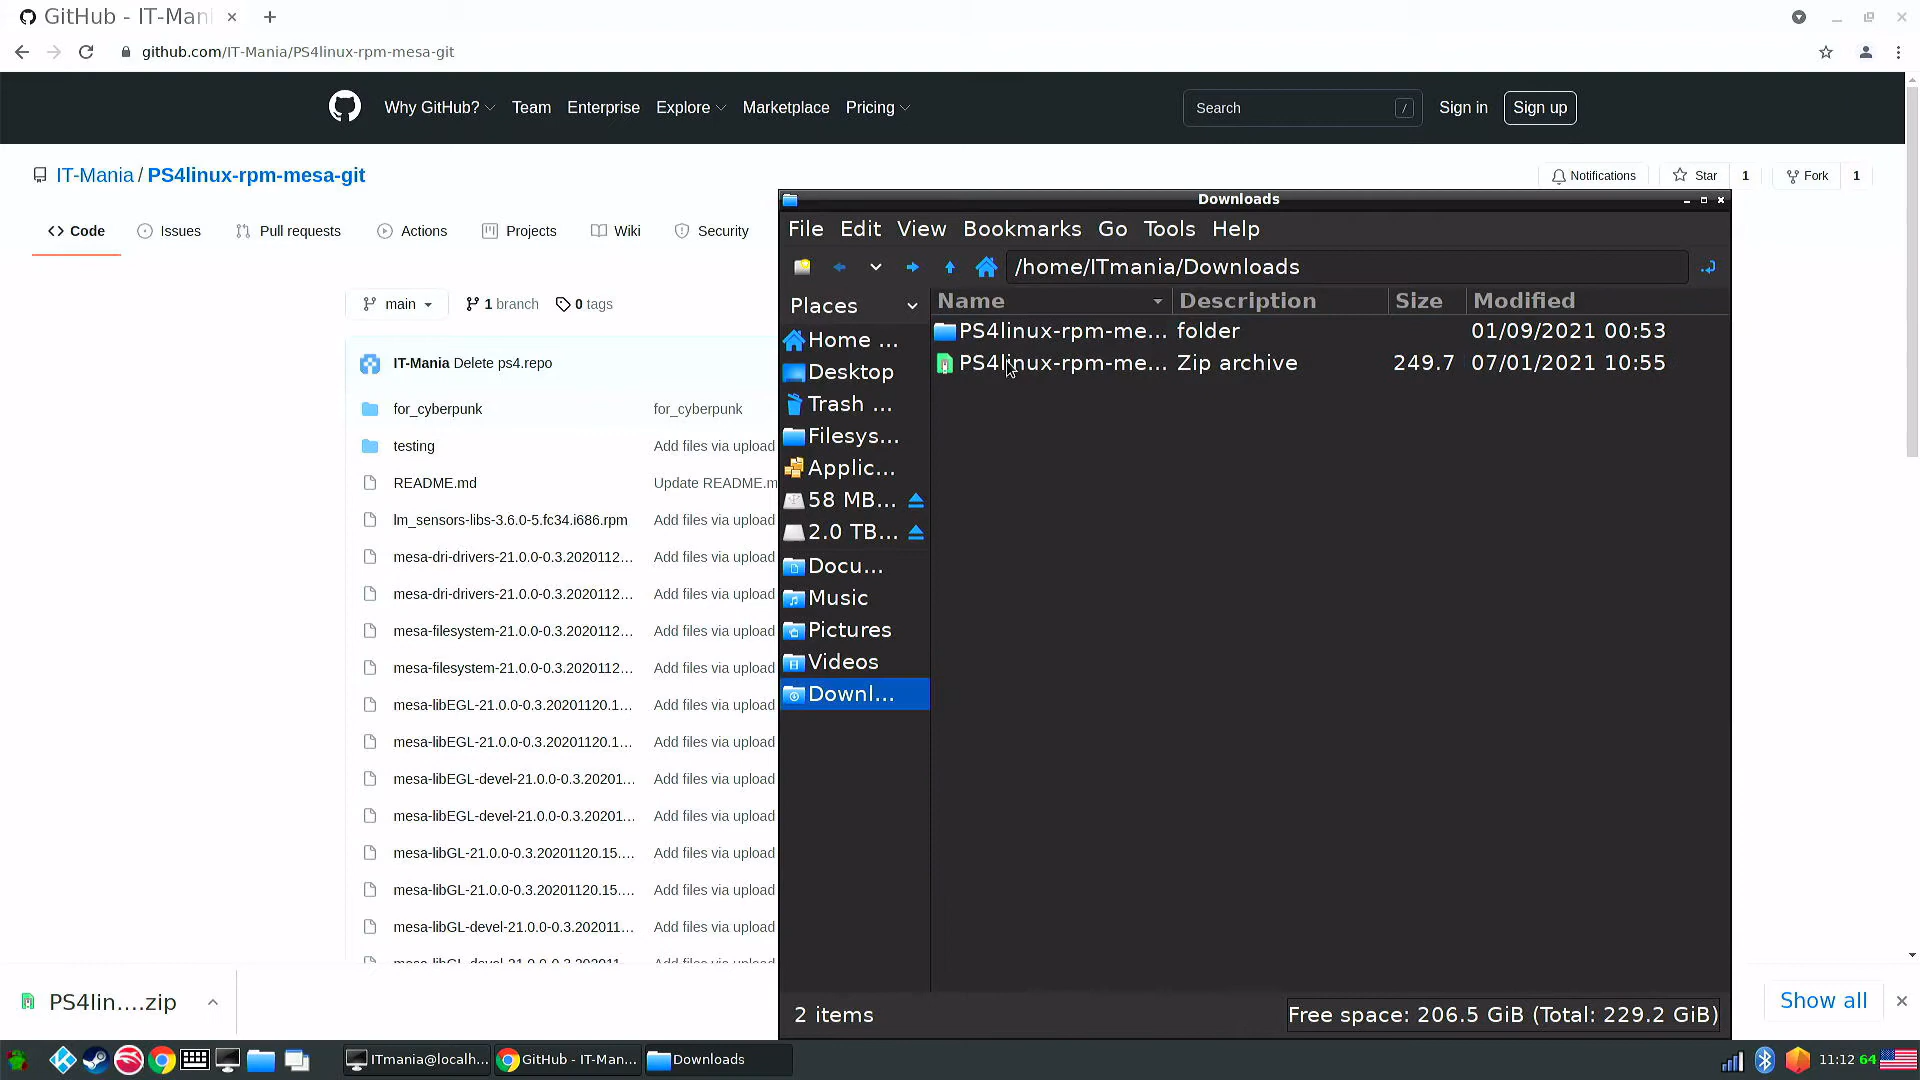 GitHub - IT-Mani
github.com/IT-Mania/PS4linux-rpm-mesa-git
Why GitHub? Team Enterprise Explore Marketplace Pricing Search / Sign in Sign up
IT-Mania / PS4linux-rpm-mesa-git
Notifications Star 1 Fork 1
Code Issues Pull requests Actions Projects Wiki Security
main 1 branch 0 tags
IT-Mania Delete ps4.repo
for_cyberpunk for_cyberpunk
testing Add files via upload
README.md Update README.m
lm_sensors-libs-3.6.0-5.fc34.i686.rpm Add files via upload
mesa-dri-drivers-21.0.0-0.3.2020112... Add files via upload
mesa-dri-drivers-21.0.0-0.3.2020112... Add files via upload
mesa-filesystem-21.0.0-0.3.2020112... Add files via upload
mesa-filesystem-21.0.0-0.3.2020112... Add files via upload
mesa-libEGL-21.0.0-0.3.20201120.1... Add files via upload
mesa-libEGL-21.0.0-0.3.20201120.1... Add files via upload
mesa-libEGL-devel-21.0.0-0.3.20201... Add files via upload
mesa-libEGL-devel-21.0.0-0.3.20201... Add files via upload
mesa-libGL-21.0.0-0.3.20201120.15.... Add files via upload
mesa-libGL-21.0.0-0.3.20201120.15.... Add files via upload
mesa-libGL-devel-21.0.0-0.3.202011... Add files via upload
Downloads
File Edit View Bookmarks Go Tools Help
/home/ITmania/Downloads
Places
Home ...
Desktop
Trash ...
Filesys...
Applic...
58 MB...
2.0 TB...
Docu...
Music
Pictures
Videos
Downl...
Name Description Size Modified
PS4linux-rpm-me... folder 01/09/2021 00:53
PS4linux-rpm-me... Zip archive 249.7 07/01/2021 10:55
2 items Free space: 206.5 GiB (Total: 229.2 GiB)
PS4lin....zip Show all
ITmania@localh... GitHub - IT-Man... Downloads 11:12 64